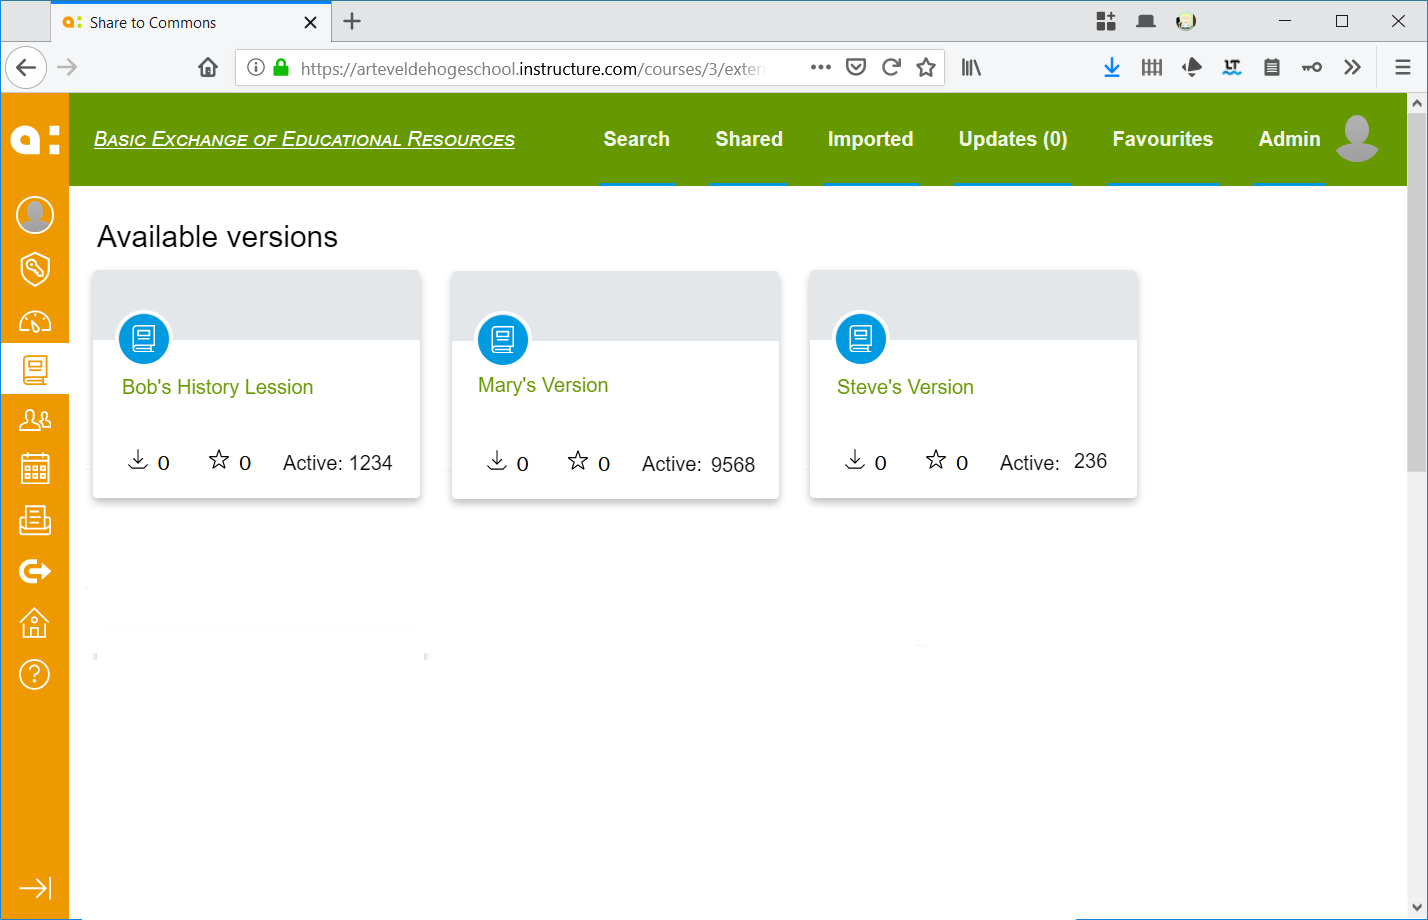 a: Share to Commons
https://arteveldehogeschool.instructure.com/courses/3/extern
LT
a:
Basic Exchange of Educational Resources Search Shared Imported Updates (0) Favourites Admin
Available versions
Bob's History Lession
0 0 Active: 1234
Mary's Version
0 0 Active: 9568
Steve's Version
0 0 Active: 236
?